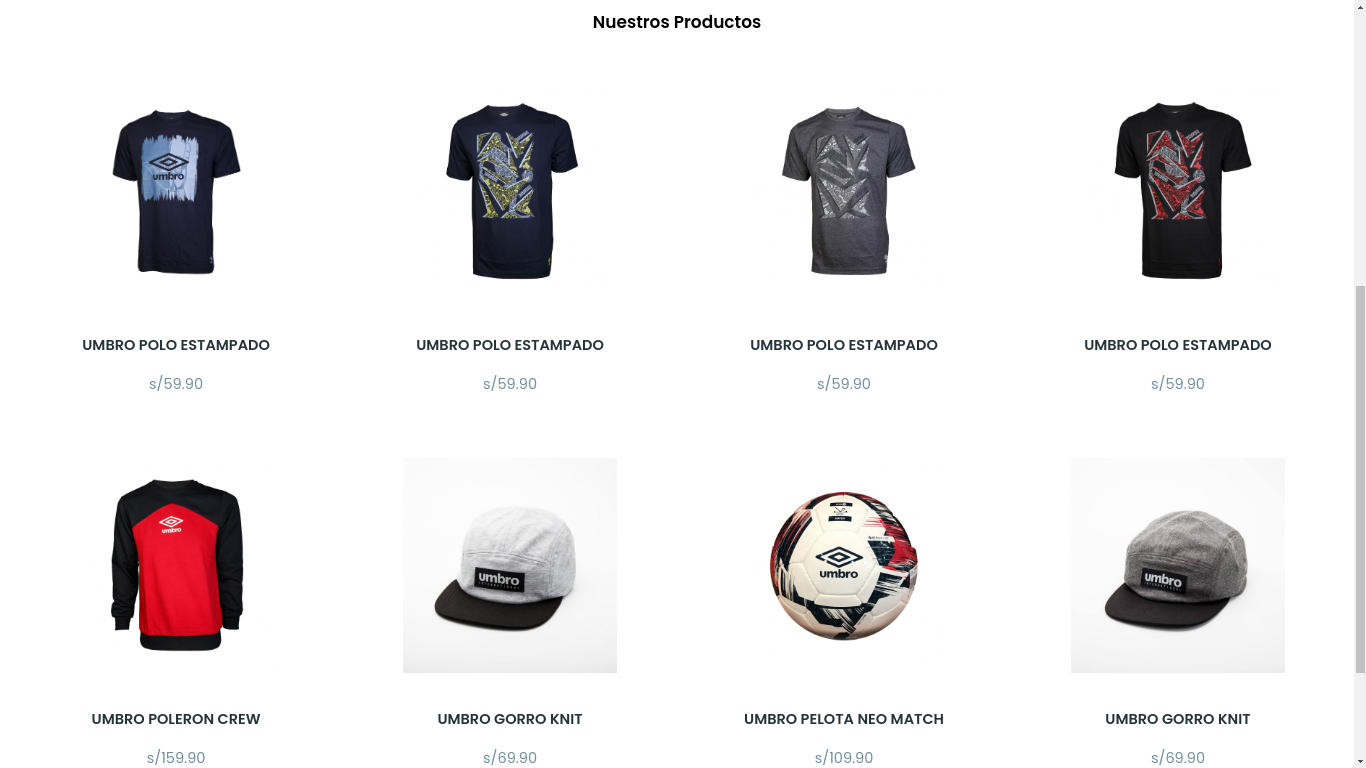 Nuestros Productos
umbro
UMBRO POLO ESTAMPADO
UMBRO POLO ESTAMPADO
UMBRO POLO ESTAMPADO
UMBRO POLO ESTAMPADO
s/59.90
s/59.90
s/59.90
s/59.90
umbro
umbro
INTERNATIONAL
umbro
umbro
INTERNATIONAL
UMBRO POLERON CREW
UMBRO GORRO KNIT
UMBRO PELOTA NEO MATCH
UMBRO GORRO KNIT
s/159.90
s/69.90
s/109.90
s/69.90